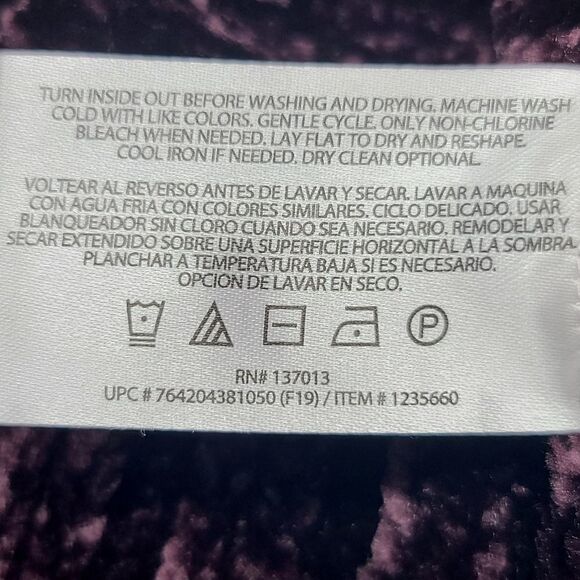 TURN INSIDE OUT BEFORE WASHING AND DRYING. MACHINE WASH
COLD WITH LIKE COLORS. GENTLE CYCLE. ONLY NON-CHLORINE
BLEACH WHEN NEEDED. LAY FLAT TO DRY AND RESHAPE.
COOL IRON IF NEEDED. DRY CLEAN OPTIONAL.
VOLTEAR AL REVERSO ANTES DE LAVAR Y SECAR. LAVAR A MAQUINA
CON AGUA FRIA CON COLORES SIMILARES. CICLO DELICADO. USAR
BLANQUEADOR SIN CLORO CUANDO SEA NECESARIO. REMODELAR Y
SECAR EXTENDIDO SOBRE UNA SUPERFICIE HORIZONTAL A LA SOMBRA.
PLANCHAR A TEMPERATURA BAJA SI ES NECESARIO.
OPCION DE LAVAR EN SECO.
P
RN# 137013
UPC # 764204381050 (F19) / ITEM # 1235660